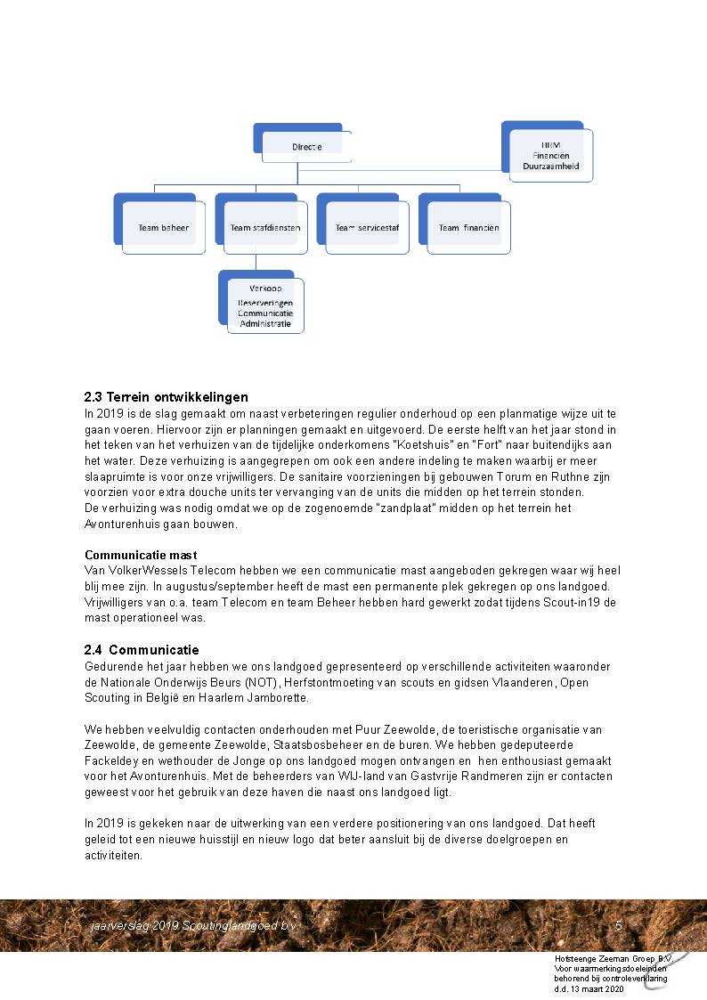 Directie
HRM
Financiën
Duurzaamheid
Team beheer
Team stafdiensten
Team servicestaf
Team financiën
Verkoop
Reserveringen
Communicatie
Administratie
2.3 Terrein ontwikkelingen
In 2019 is de slag gemaakt om naast verbeteringen regulier onderhoud op een planmatige wijze uit te
gaan voeren. Hiervoor zijn er planningen gemaakt en uitgevoerd. De eerste helft van het jaar stond in
het teken van het verhuizen van de tijdelijke onderkomens "Koetshuis" en "Fort" naar buitendijks aan
het water. Deze verhuizing is aangegrepen om ook een andere indeling te maken waarbij er meer
slaapruimte is voor onze vrijwilligers. De sanitaire voorzieningen bij gebouwen Torum en Ruthne zijn
voorzien voor extra douche units ter vervanging van de units die midden op het terrein stonden.
De verhuizing was nodig omdat we op de zogenoemde "zandplaat" midden op het terrein het
Avonturenhuis gaan bouwen.
Communicatie mast
Van VolkerWessels Telecom hebben we een communicatie mast aangeboden gekregen waar wij heel
blij mee zijn. In augustus/september heeft de mast een permanente plek gekregen op ons landgoed.
Vrijwilligers van o.a. team Telecom en team Beheer hebben hard gewerkt zodat tijdens Scout-in19 de
mast operationeel was.
2.4 Communicatie
Gedurende het jaar hebben we ons landgoed gepresenteerd op verschillende activiteiten waaronder
de Nationale Onderwijs Beurs (NOT), Herfstontmoeting van scouts en gidsen Vlaanderen, Open
Scouting in België en Haarlem Jamborette.
We hebben veelvuldig contacten onderhouden met Puur Zeewolde, de toeristische organisatie van
Zeewolde, de gemeente Zeewolde, Staatsbosbeheer en de buren. We hebben gedeputeerde
Fackeldey en wethouder de Jonge op ons landgoed mogen ontvangen en hen enthousiast gemaakt
voor het Avonturenhuis. Met de beheerders van WIJ-land van Gastvrije Randmeren zijn er contacten
geweest voor het gebruik van deze haven die naast ons landgoed ligt.
In 2019 is gekeken naar de uitwerking van een verdere positionering van ons landgoed. Dat heeft
geleid tot een nieuwe huisstijl en nieuw logo dat beter aansluit bij de diverse doelgroepen en
activiteiten.
jaarverslag 2019 Scoutinglandgoed b.v. 5
Hofsteenge Zeeman Groep B.V.
Voor waarmerkingsdoeleinden
behorend bij controleverklaring
d.d. 13 maart 2020